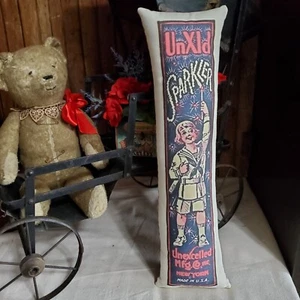 UnXld
SPARKLER
Unexcelled
Mfg. Co. INC
NEW YORK
MADE IN U.S.A.